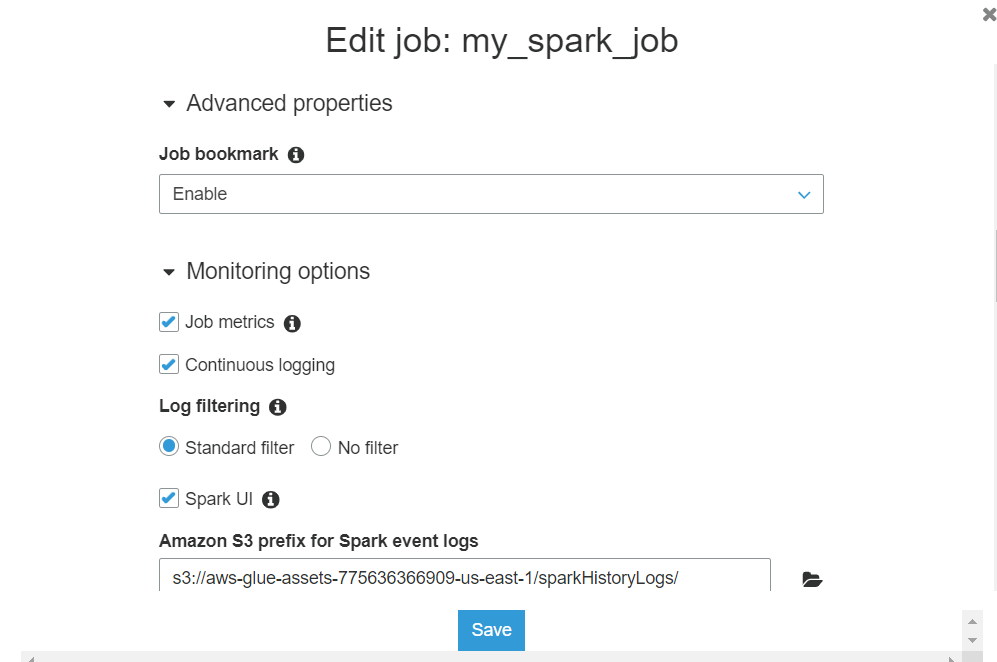 Edit job: my_spark_job
Advanced properties
Job bookmark
Enable
Monitoring options
Job metrics
Continuous logging
Log filtering
Standard filter No filter
Spark UI
Amazon S3 prefix for Spark event logs
s3://aws-glue-assets-775636366909-us-east-1/sparkHistoryLogs/
Save